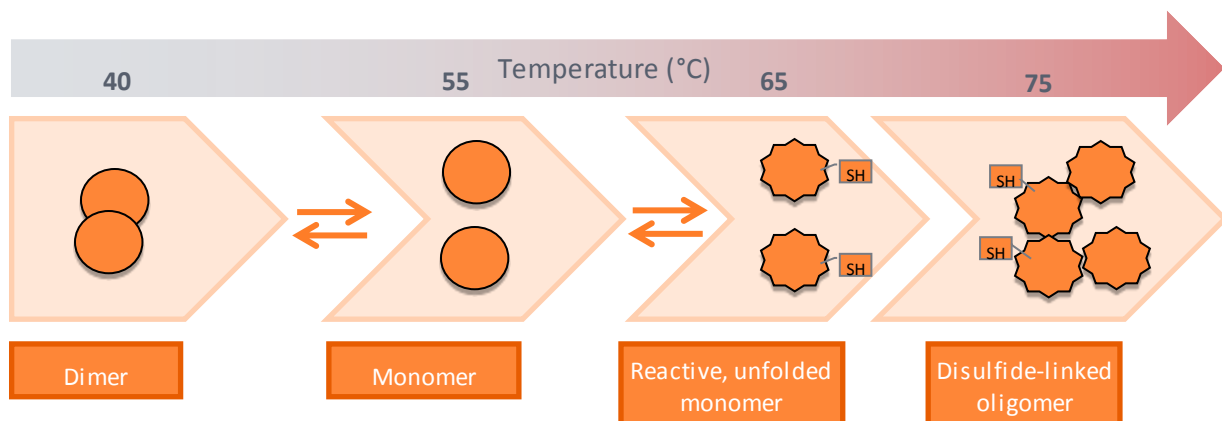 Temperature (°C)
40
55
65
75
SH
SH
SH
SH
Dimer
Monomer
Reactive, unfolded
monomer
Disulfide-linked
oligomer